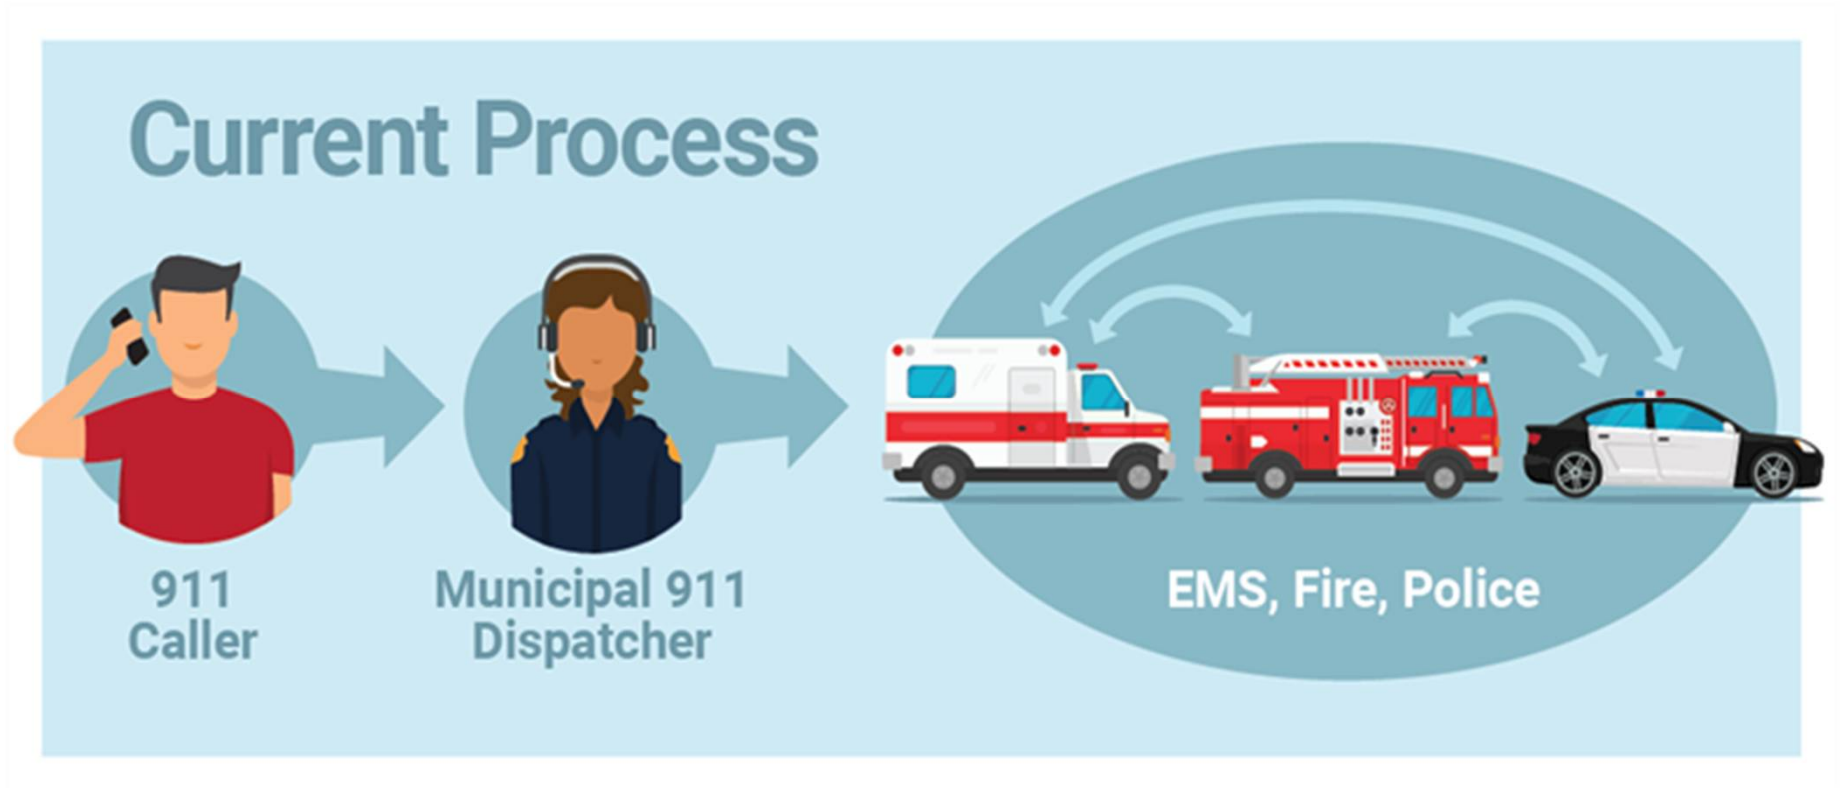 Current Process
911
Caller
Municipal 911
Dispatcher
EMS, Fire, Police